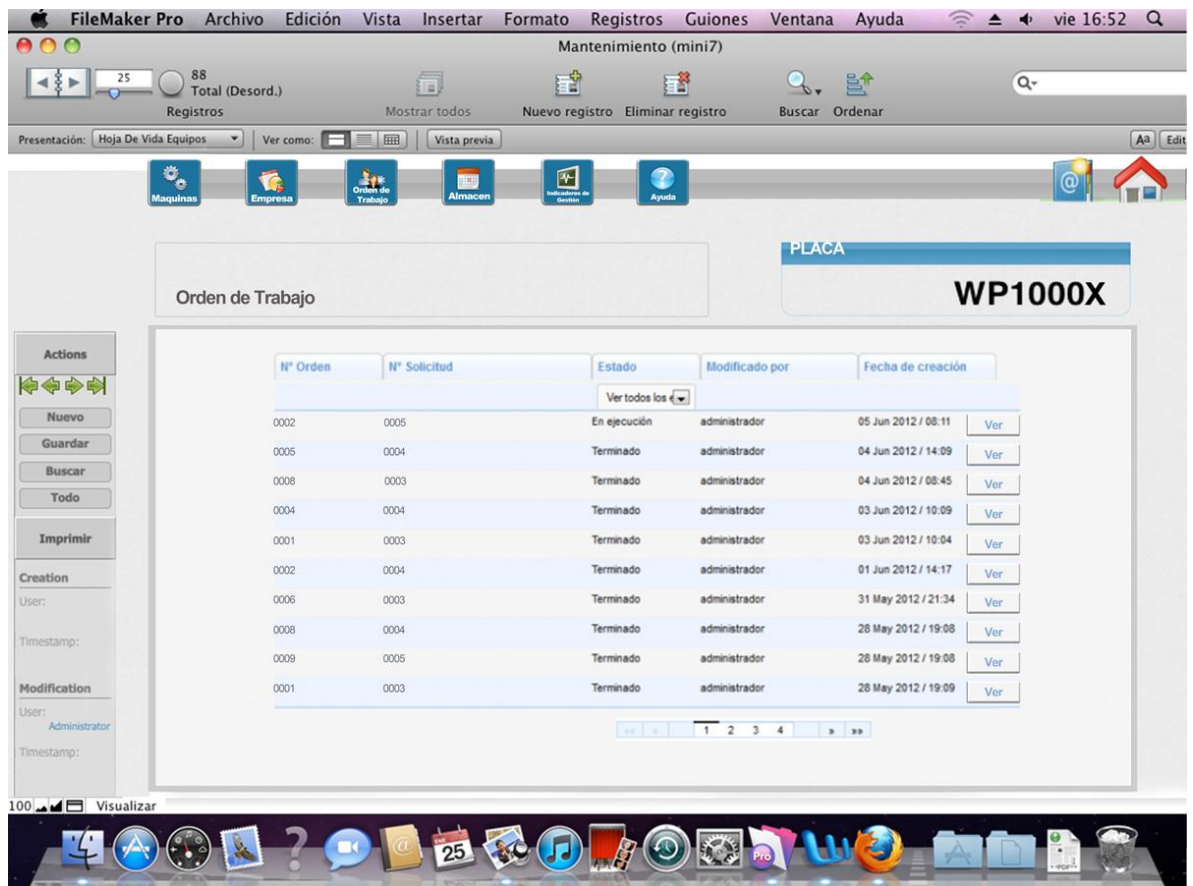 FileMaker Pro Archivo Edición Vista Insertar Formato Registros Guiones Ventana Ayuda vie 16:52
Mantenimiento (mini7)
25
88
Total (Desord.)
Registros
Mostrar todos
Nuevo registro
Eliminar registro
Buscar
Ordenar
Presentación: Hoja De Vida Equipos Ver como: Vista previa Aa Edit
Maquinas
Empresa
Orden de
Trabajo
Almacen
Indicadores de
Gestión
Ayuda
PLACA
WP1000X
Orden de Trabajo
Actions
Nuevo
Guardar
Buscar
Todo
Imprimir
Creation
User:
Timestamp:
Modification
User:
Administrator
Timestamp:
N° Orden N° Solicitud Estado Modificado por Fecha de creación
Ver todos los e
0002 0005 En ejecución administrador 05 Jun 2012 / 08:11 Ver
0005 0004 Terminado administrador 04 Jun 2012 / 14:09 Ver
0008 0003 Terminado administrador 04 Jun 2012 / 08:45 Ver
0004 0004 Terminado administrador 03 Jun 2012 / 10:09 Ver
0001 0003 Terminado administrador 03 Jun 2012 / 10:04 Ver
0002 0004 Terminado administrador 01 Jun 2012 / 14:17 Ver
0006 0003 Terminado administrador 31 May 2012 / 21:34 Ver
0008 0004 Terminado administrador 28 May 2012 / 19:08 Ver
0009 0005 Terminado administrador 28 May 2012 / 19:08 Ver
0001 0003 Terminado administrador 28 May 2012 / 19:09 Ver
«« « 1 2 3 4 » »»
100 Visualizar
25
Pro
PDF